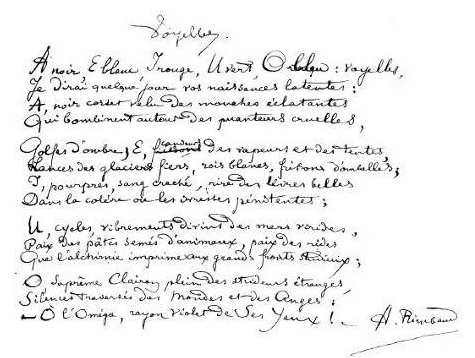 Voyelles.
A noir, E blanc, I rouge, U vert, O bleu : voyelles,
Je dirai quelque jour vos naissances latentes :
A, noir corset velu des mouches éclatantes
Qui bombinent autour des puanteurs cruelles,
Golfes d'ombre ; E, candeurs des vapeurs et des tentes,
Lances des glaciers fiers, rois blancs, frissons d'ombelles ;
I, pourpres, sang craché, rire des lèvres belles
Dans la colère ou les ivresses pénitentes ;
U, cycles, vibrements divins des mers virides,
Paix des pâtis semés d'animaux, paix des rides
Que l'alchimie imprime aux grands fronts studieux ;
O, Suprême Clairon plein des strideurs étranges,
Silences traversés des Mondes et des Anges :
– O l'Oméga, rayon violet de Ses Yeux ! –
A. Rimbaud